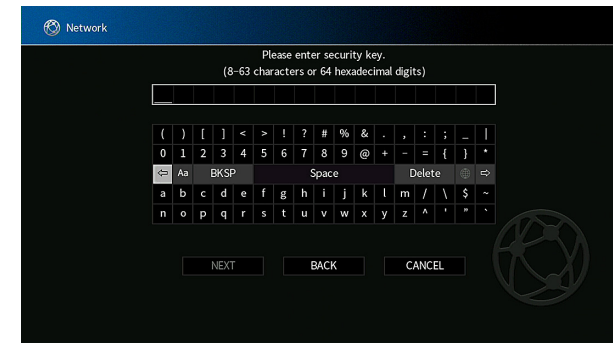 Network
Please enter security key.
(8-63 characters or 64 hexadecimal digits)
( ) [ ] < > ! ? # % & . , : ; _ |
0 1 2 3 4 5 6 7 8 9 @ + - = { } *
⇦ Aa BKSP Space Delete ⇨
a b c d e f g h i j k l m / \ $ ~
n o p q r s t u v w x y z ^ ' " `
NEXT BACK CANCEL